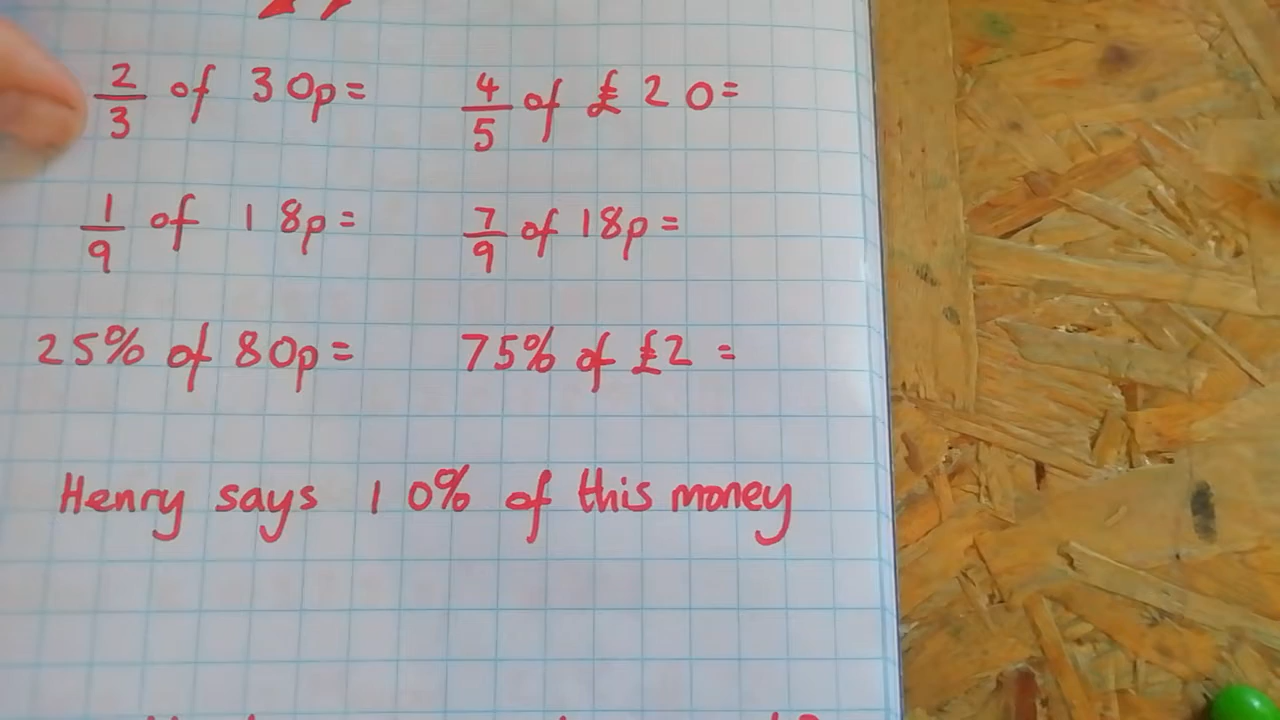 2/3 of 30p= 4/5 of £20=
1/9 of 18p= 7/9 of 18p=
25% of 80p= 75% of £2 =
Henry says 10% of this money